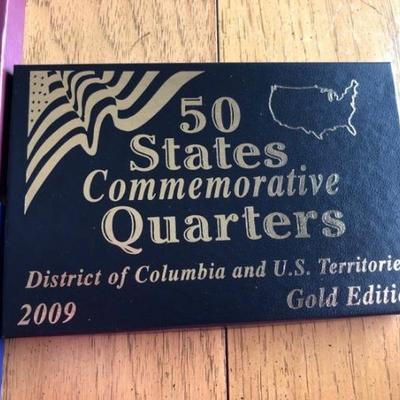 50
States
Commemorative
Quarters
District of Columbia and U.S. Territorie
2009 Gold Editio